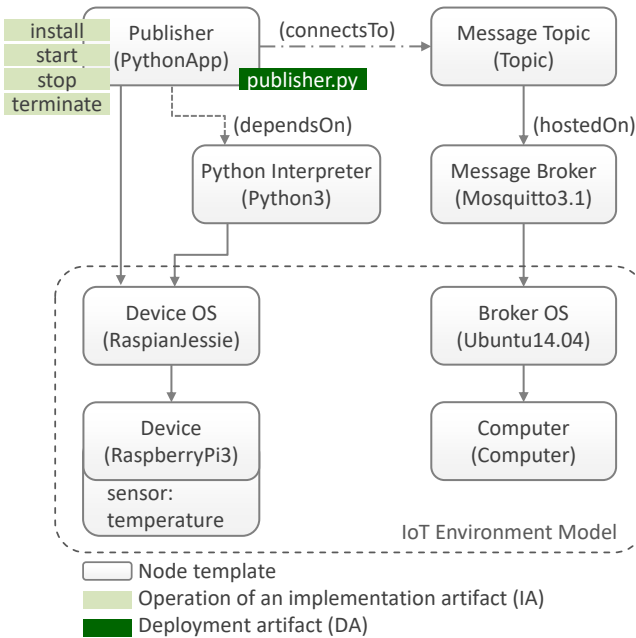 install
start
stop
terminate
Publisher
(PythonApp)
publisher.py
(connectsTo)
Message Topic
(Topic)
(dependsOn)
(hostedOn)
Python Interpreter
(Python3)
Message Broker
(Mosquitto3.1)
Device OS
(RaspianJessie)
Broker OS
(Ubuntu14.04)
Device
(RaspberryPi3)
sensor:
temperature
Computer
(Computer)
IoT Environment Model
Node template
Operation of an implementation artifact (IA)
Deployment artifact (DA)